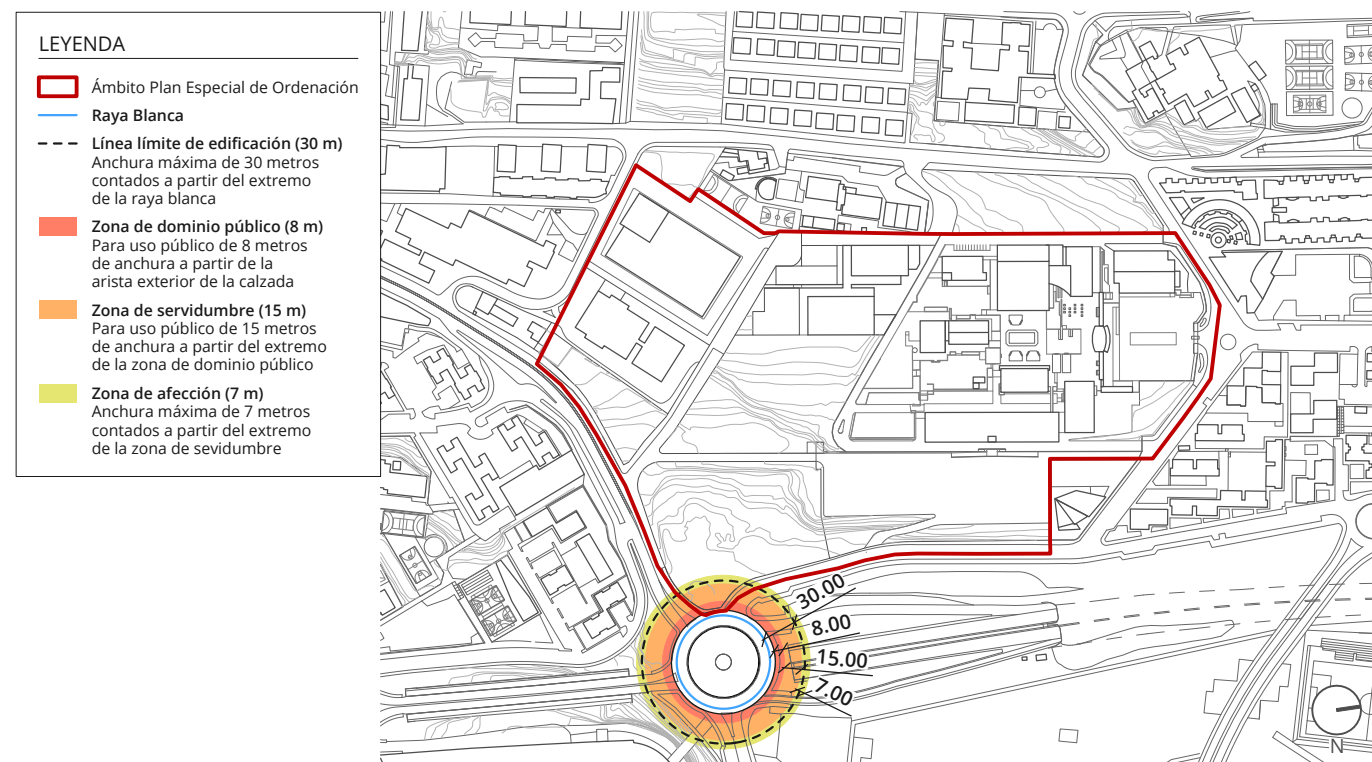 LEYENDA
Ámbito Plan Especial de Ordenación
Raya Blanca
Línea límite de edificación (30 m)
Anchura máxima de 30 metros
contados a partir del extremo
de la raya blanca
Zona de dominio público (8 m)
Para uso público de 8 metros
de anchura a partir de la
arista exterior de la calzada
Zona de servidumbre (15 m)
Para uso público de 15 metros
de anchura a partir del extremo
de la zona de dominio público
Zona de afección (7 m)
Anchura máxima de 7 metros
contados a partir del extremo
de la zona de sevidumbre
30.00
8.00
15.00
7.00
N